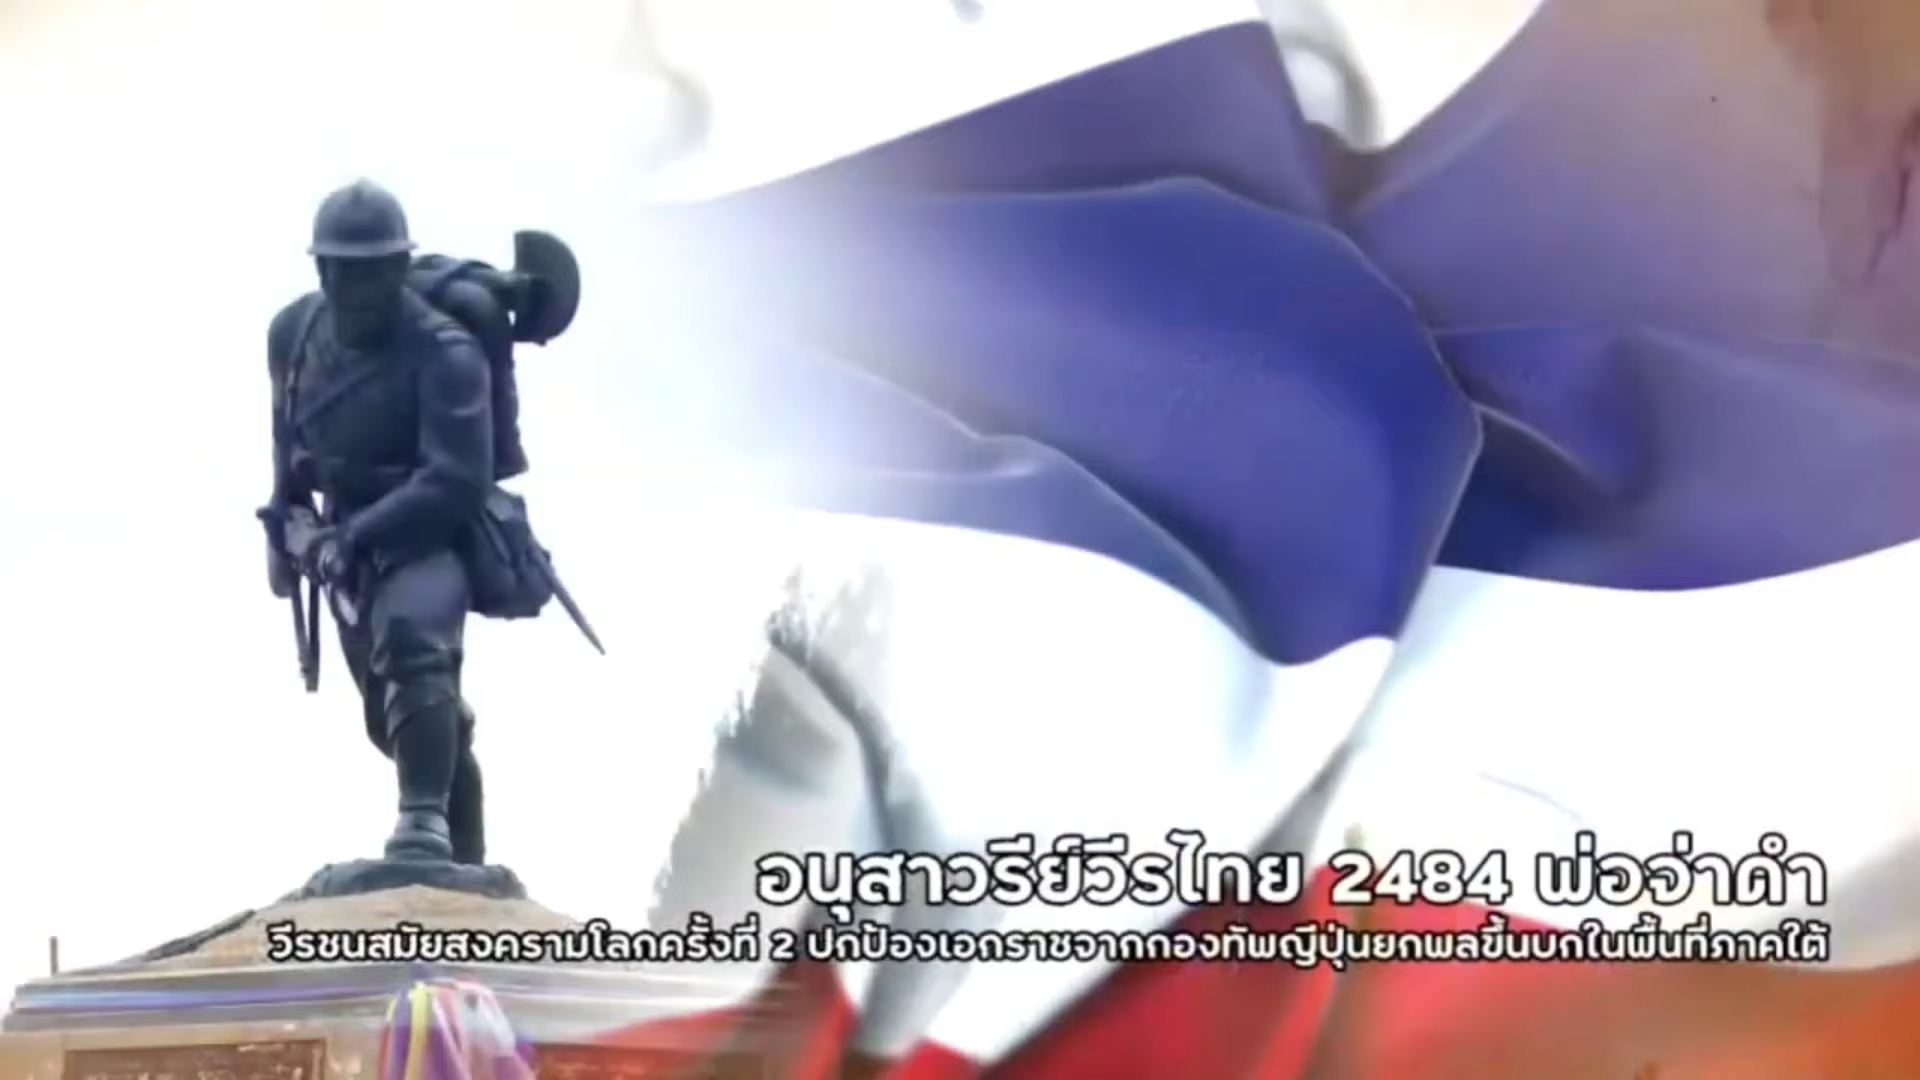 อนุสาวรีย์วีรไทย 2484 พ่อจ่าดำ
วีรชนสมัยสงครามโลกครั้งที่ 2 ปกป้องเอกราชจากกองทัพญี่ปุ่นยกพลขึ้นบกในพื้นที่ภาคใต้